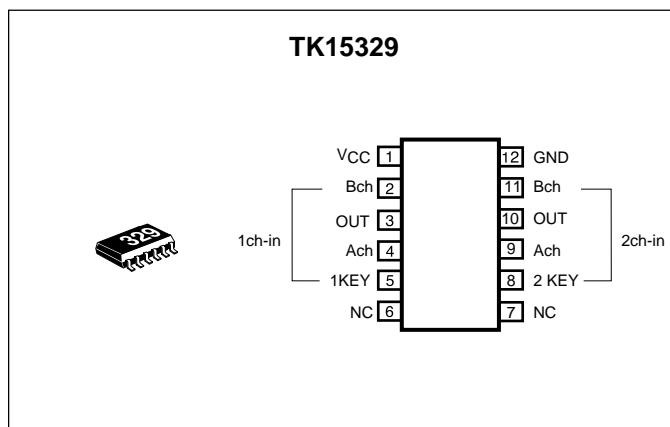 TK15329
VCC 1
12 GND
Bch 2
11 Bch
OUT 3
10 OUT
1ch-in
2ch-in
Ach 4
9 Ach
1KEY 5
8 2 KEY
NC 6
7 NC
329